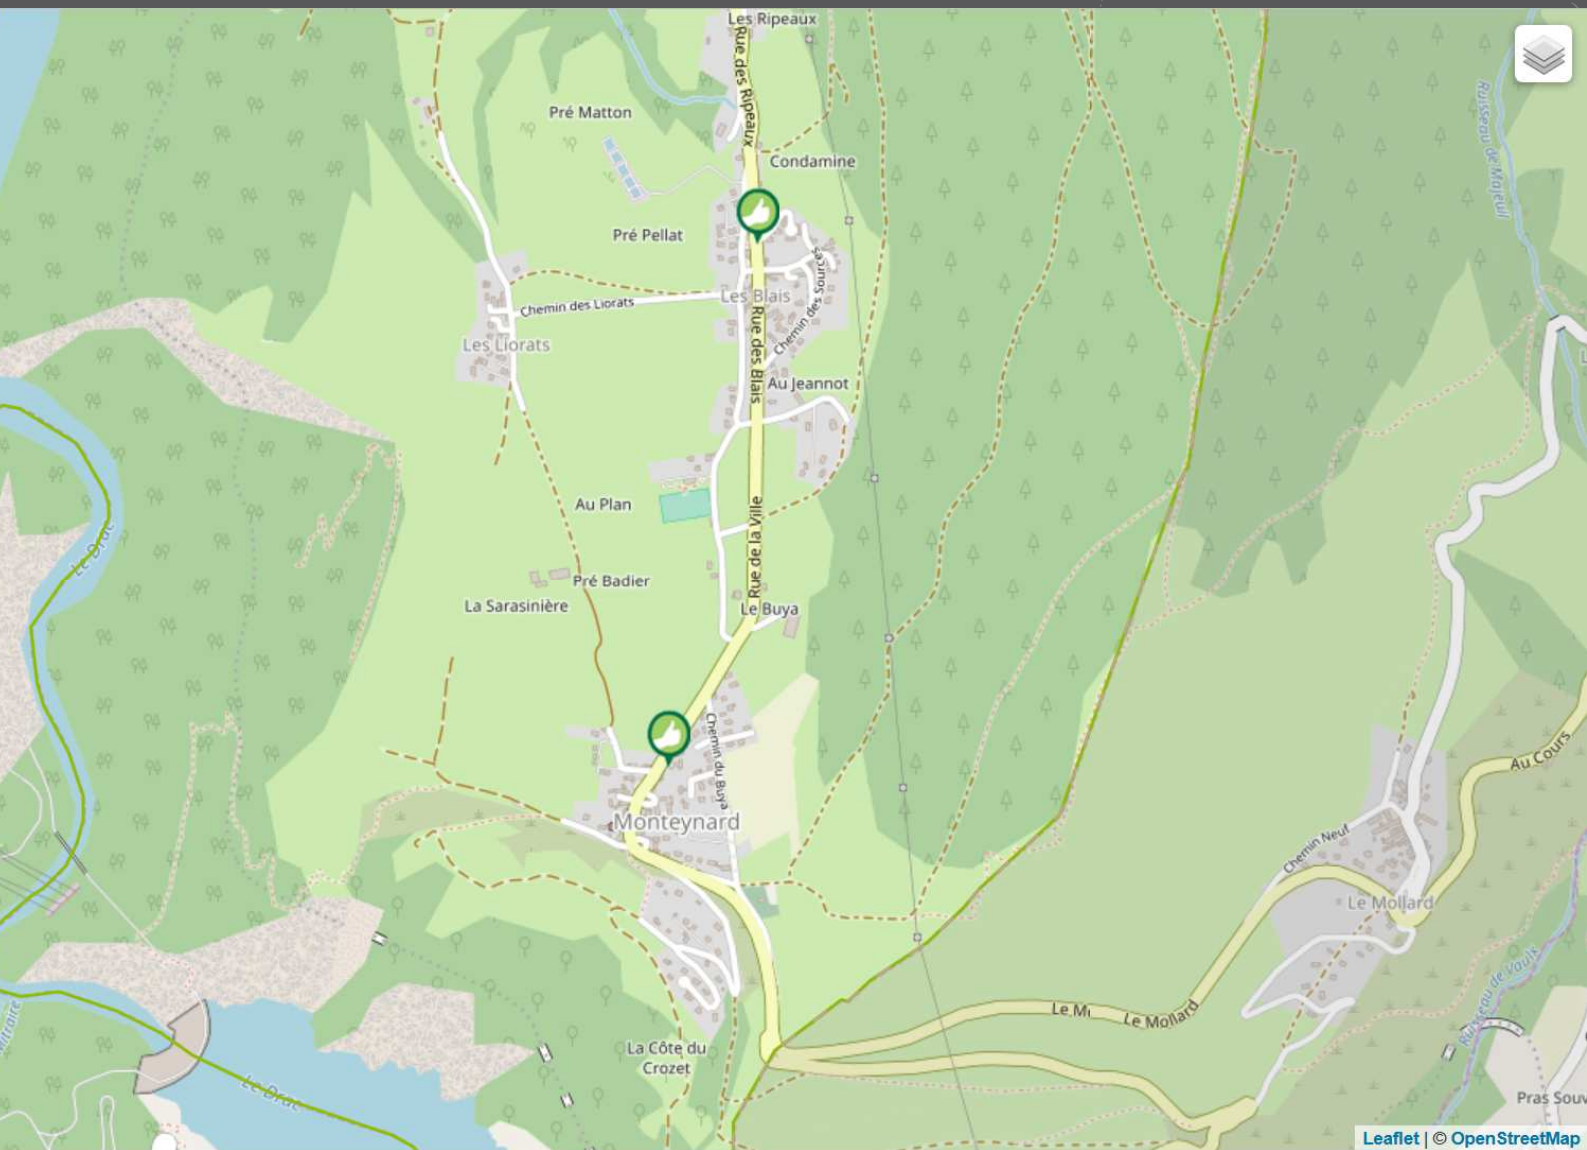 Les Ripeaux
Rue des Ripeaux
Pré Matton
Condamine
Ruisseau de Majeuil
Pré Pellat
Chemin des Sources
Les Blais
Chemin des Liorats
Rue des Blais
Les Liorats
Au Jeannot
Au Plan
Rue de la Ville
Le Drac
Pré Badier
La Sarasinière
Le Buya
Chemin du Buya
Au Cours
Monteynard
Chemin Neuf
Le Mollard
Ruisseau de Vaulx
Le M
Le Mollard
La Côte du
Crozet
Le Drac
Pras Souv
Leaflet | © OpenStreetMap